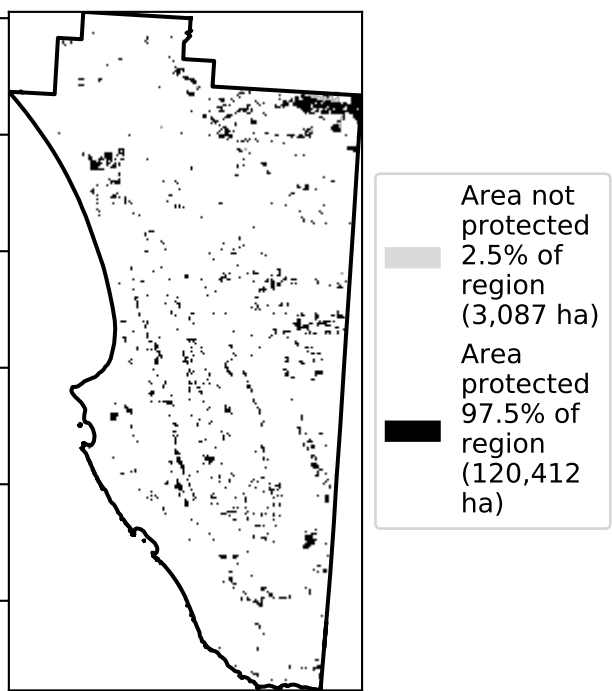 Area not
protected
2.5% of
region
(3,087 ha)
Area
protected
97.5% of
region
(120,412
ha)